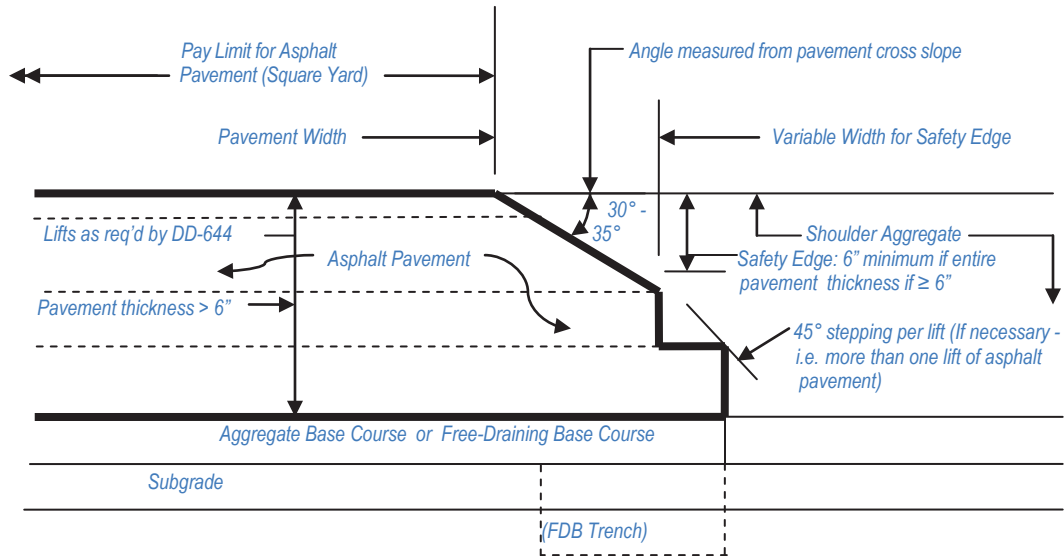 Pay Limit for Asphalt
Pavement (Square Yard)
Angle measured from pavement cross slope
Pavement Width
Variable Width for Safety Edge
30° -
35°
Lifts as req’d by DD-644
Shoulder Aggregate
Asphalt Pavement
Safety Edge: 6” minimum if entire
pavement thickness if ≥ 6”
Pavement thickness > 6”
45° stepping per lift (If necessary -
i.e. more than one lift of asphalt
pavement)
Aggregate Base Course or Free-Draining Base Course
Subgrade
(FDB Trench)